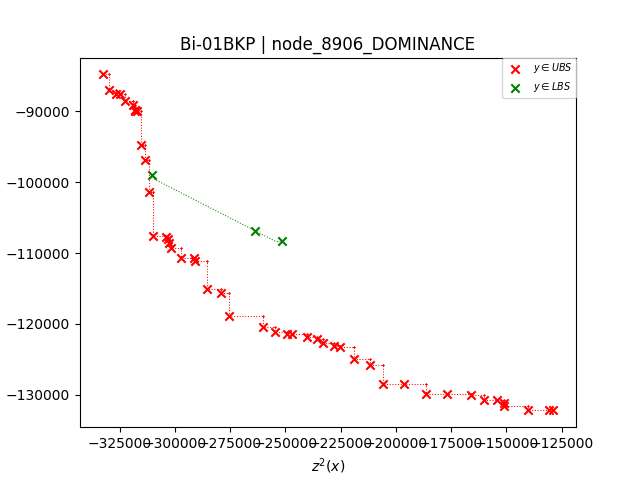 Bi-01BKP | node_8906_DOMINANCE
y ∈ UBS
y ∈ LBS
−90000
−100000
−110000
−120000
−130000
−325000 −300000 −275000 −250000 −225000 −200000 −175000 −150000 −125000
z²(x)